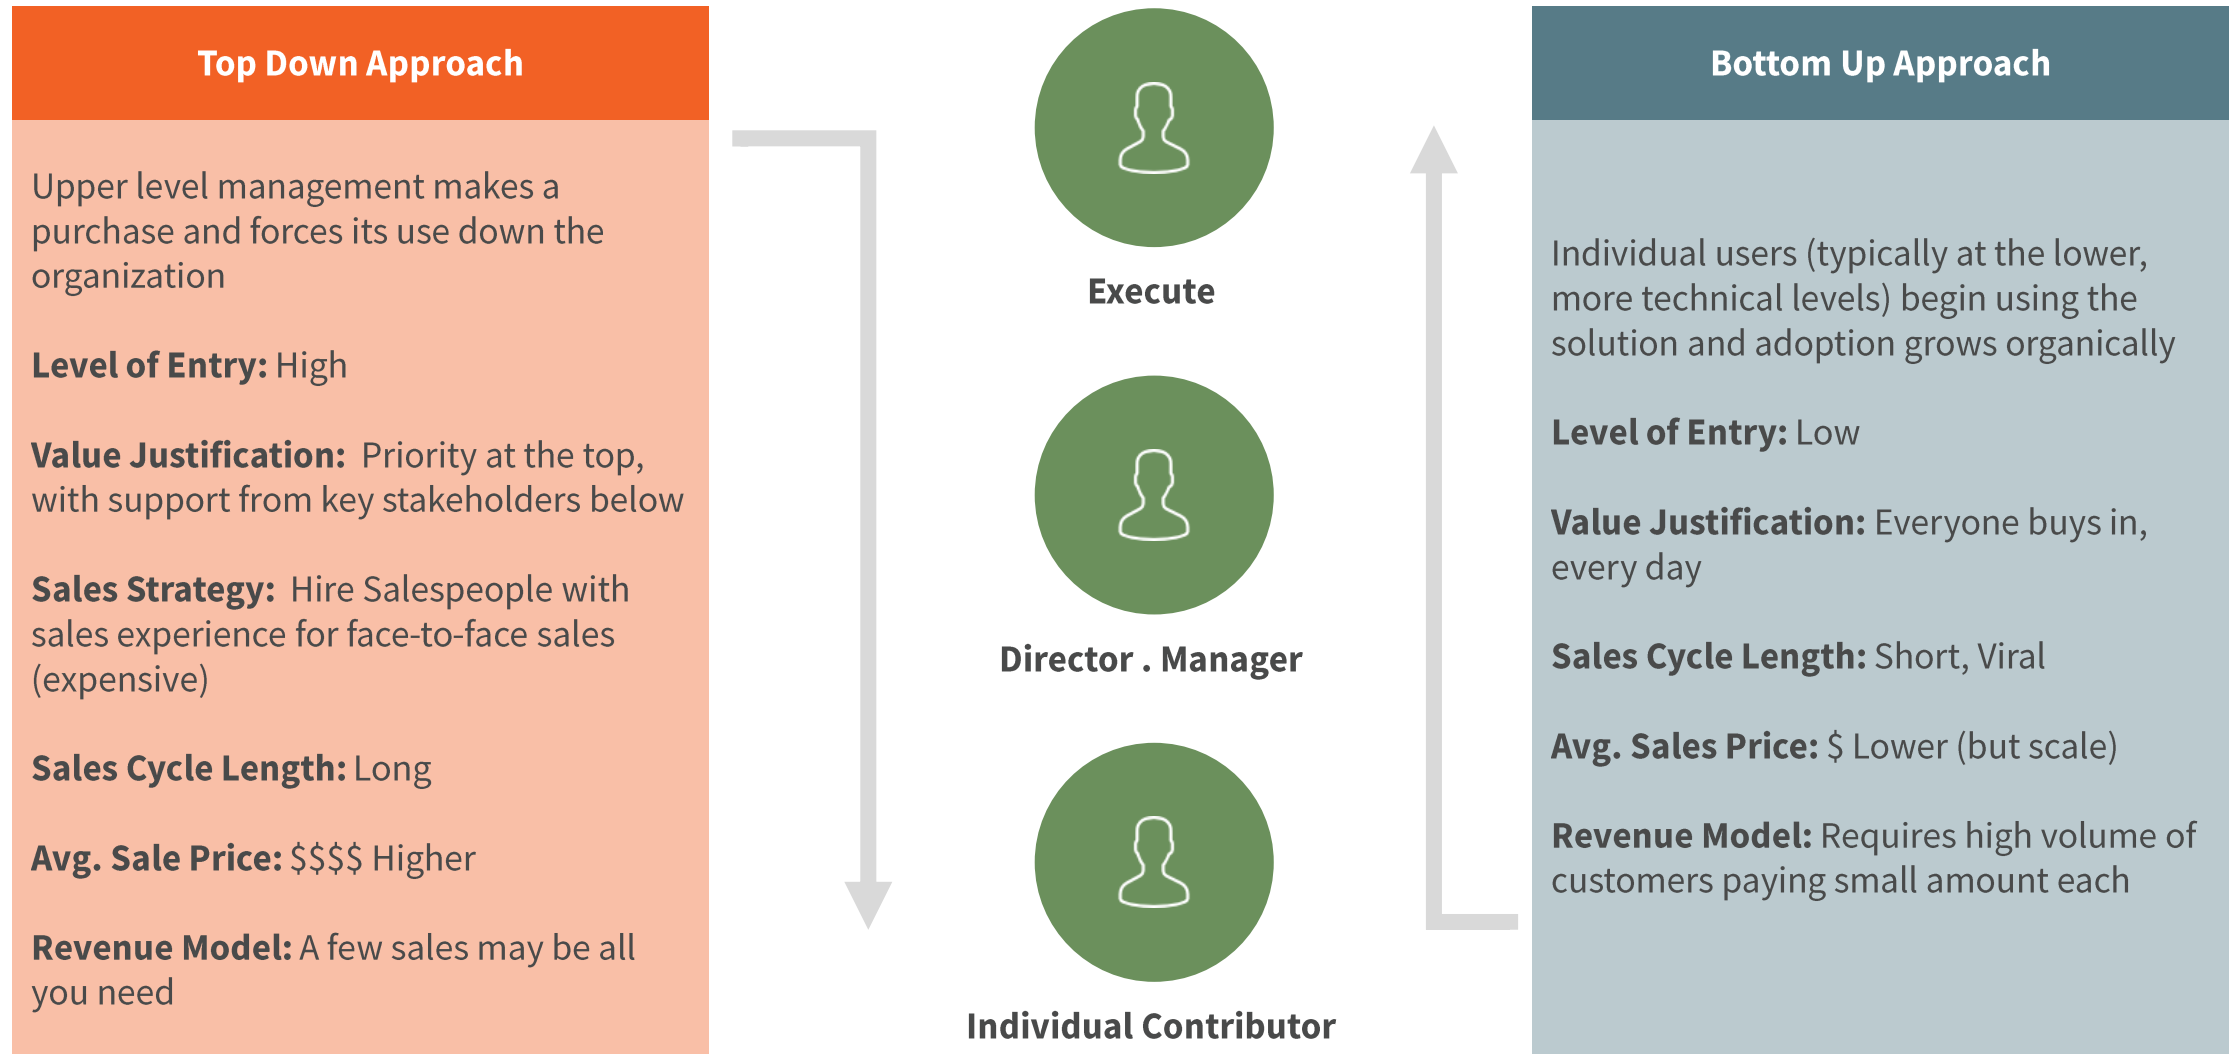 Top Down Approach
Upper level management makes a
purchase and forces its use down the
organization
Level of Entry: High
Value Justification:  Priority at the top,
with support from key stakeholders below
Sales Strategy:  Hire Salespeople with
sales experience for face-to-face sales
(expensive)
Sales Cycle Length: Long
Avg. Sale Price: $$$$ Higher
Revenue Model: A few sales may be all
you need
Execute
Director . Manager
Individual Contributor
Bottom Up Approach
Individual users (typically at the lower,
more technical levels) begin using the
solution and adoption grows organically
Level of Entry: Low
Value Justification: Everyone buys in,
every day
Sales Cycle Length: Short, Viral
Avg. Sales Price: $ Lower (but scale)
Revenue Model: Requires high volume of
customers paying small amount each